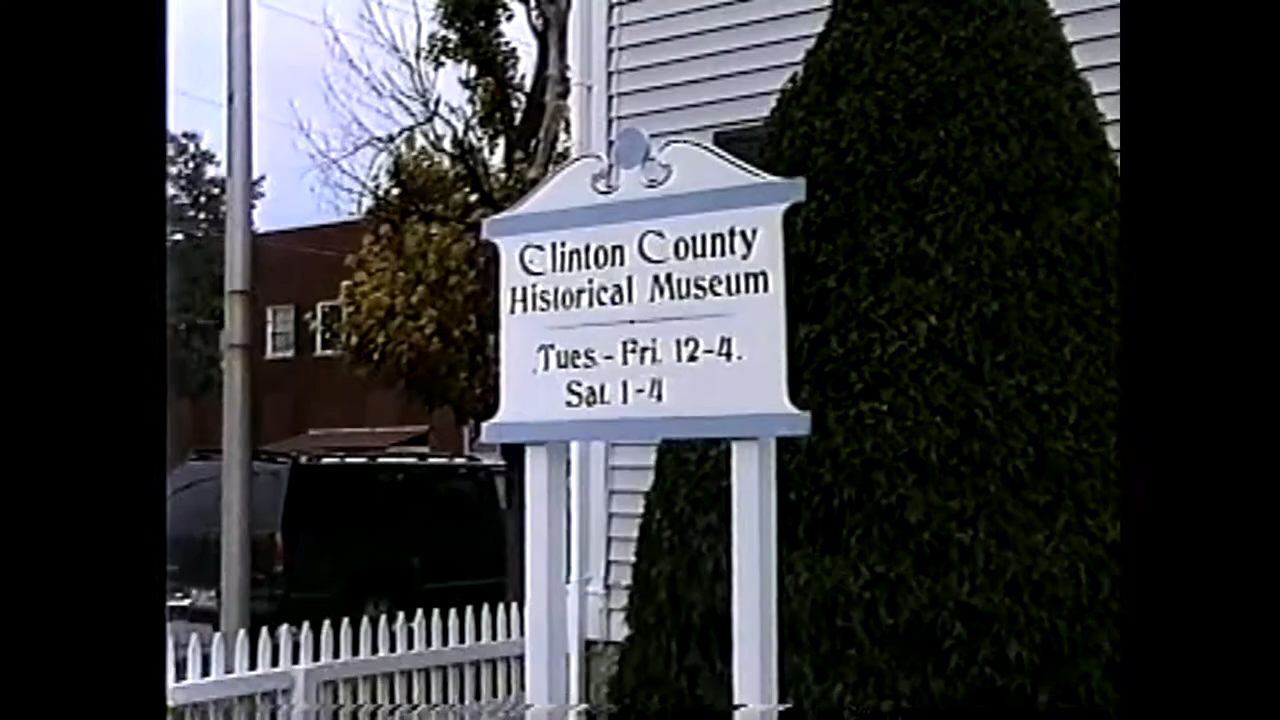 Clinton County
Historical Museum
Tues.-Fri. 12-4.
Sat. 1-4